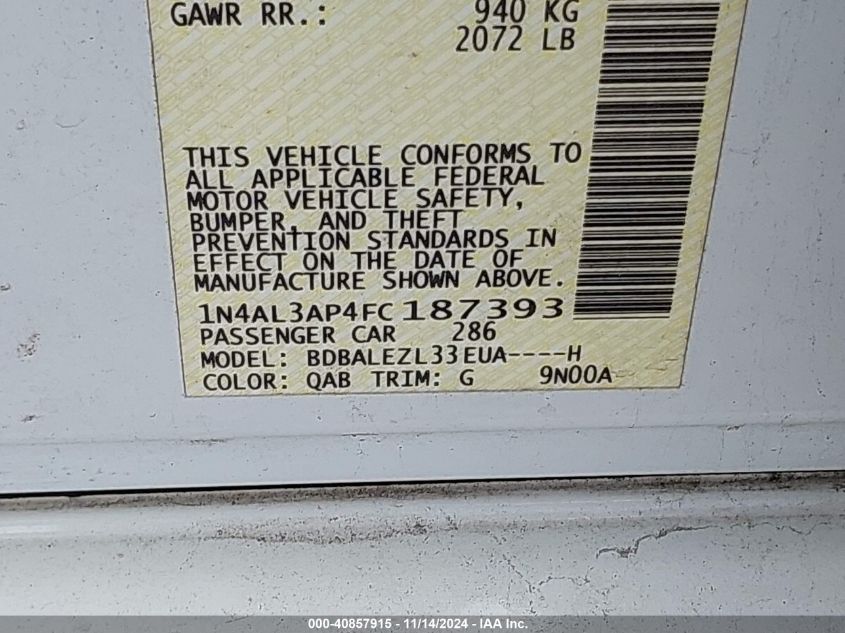 GAWR RR.: 940 KG
2072 LB
THIS VEHICLE CONFORMS TO
ALL APPLICABLE FEDERAL
MOTOR VEHICLE SAFETY,
BUMPER, AND THEFT
PREVENTION STANDARDS IN
EFFECT ON THE DATE OF
MANUFACTURE SHOWN ABOVE.
1N4AL3AP4FC187393
PASSENGER CAR 286
MODEL: BDBALEZL33EUA----H
COLOR: QAB TRIM: G 9N00A
000-40857915 - 11/14/2024 - IAA Inc.